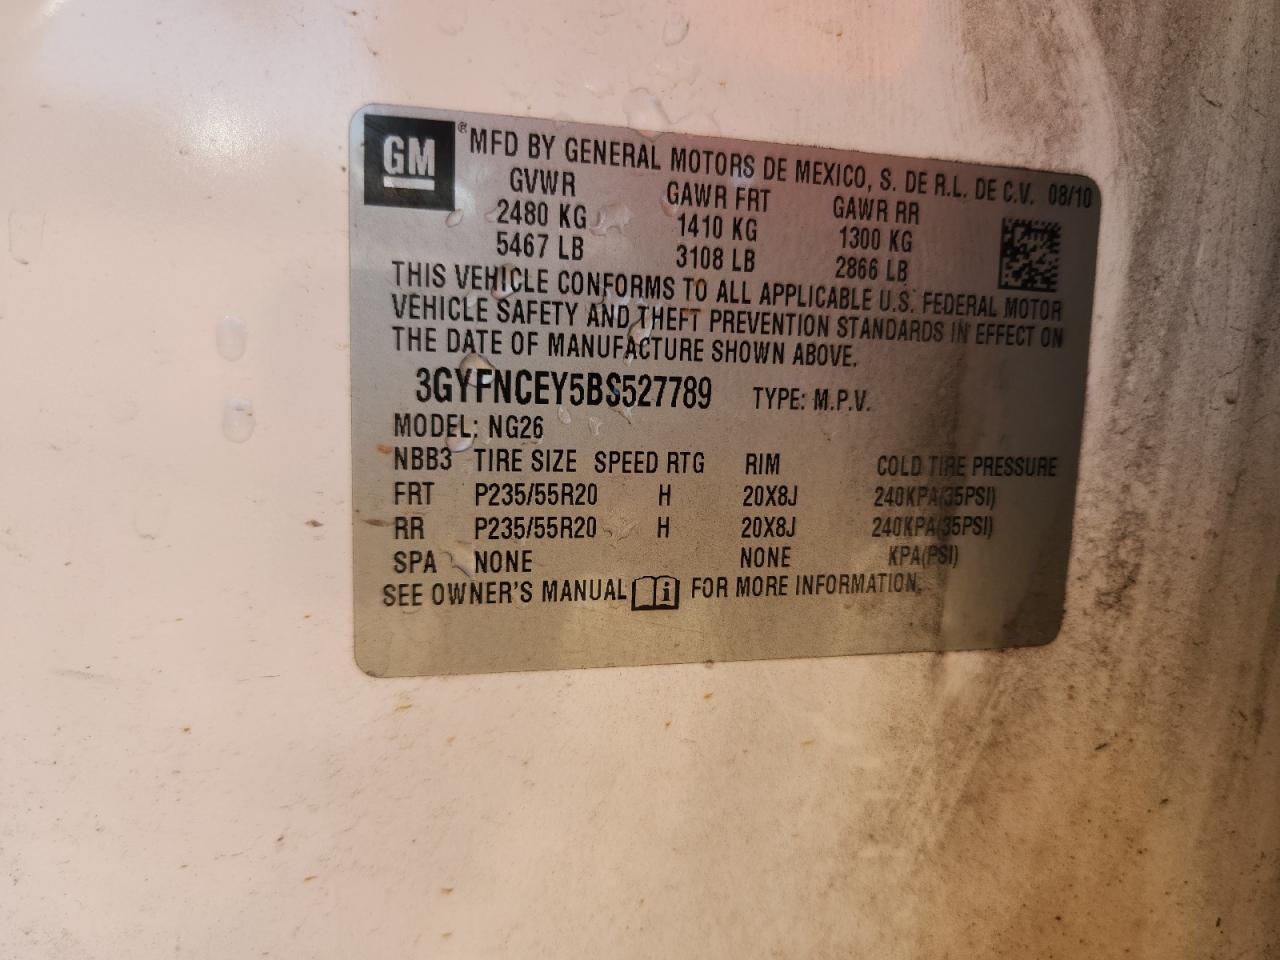 GM ® MFD BY GENERAL MOTORS DE MEXICO, S. DE R.L. DE C.V. 08/10
GVWR GAWR FRT GAWR RR
2480 KG 1410 KG 1300 KG
5467 LB 3108 LB 2866 LB
THIS VEHICLE CONFORMS TO ALL APPLICABLE U.S. FEDERAL MOTOR
VEHICLE SAFETY AND THEFT PREVENTION STANDARDS IN EFFECT ON
THE DATE OF MANUFACTURE SHOWN ABOVE.
3GYFNCEY5BS527789 TYPE: M.P.V.
MODEL: NG26
NBB3 TIRE SIZE SPEED RTG RIM COLD TIRE PRESSURE
FRT P235/55R20 H 20X8J 240KPA(35PSI)
RR P235/55R20 H 20X8J 240KPA(35PSI)
SPA NONE NONE KPA(PSI)
SEE OWNER'S MANUAL i FOR MORE INFORMATION.